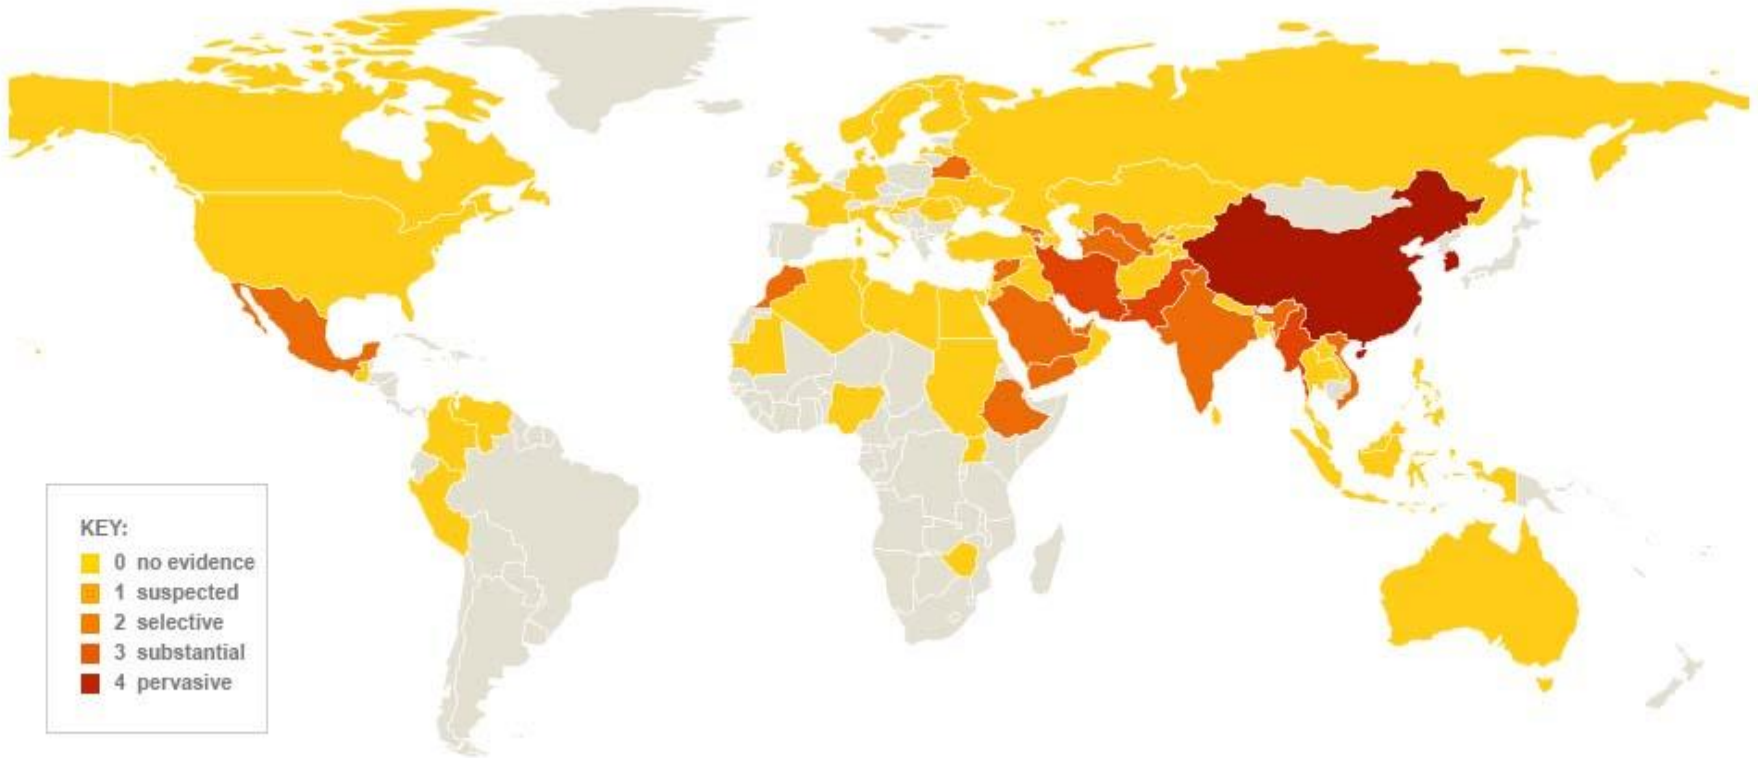 KEY:
0 no evidence
1 suspected
2 selective
3 substantial
4 pervasive